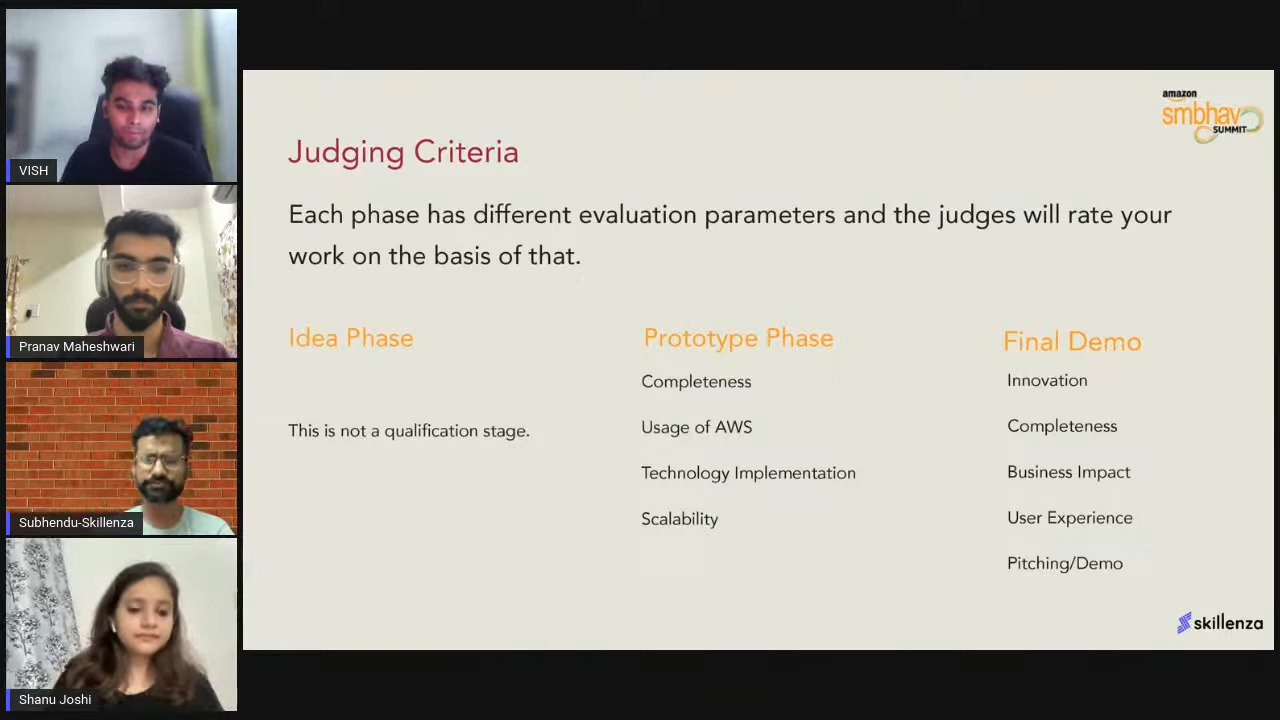 VISH
Pranav Maheshwari
Subhendu-Skillenza
Shanu Joshi
amazon
smbhav
SUMMIT
Judging Criteria
Each phase has different evaluation parameters and the judges will rate your
work on the basis of that.
Idea Phase
This is not a qualification stage.
Prototype Phase
Completeness
Usage of AWS
Technology Implementation
Scalability
Final Demo
Innovation
Completeness
Business Impact
User Experience
Pitching/Demo
skillenza